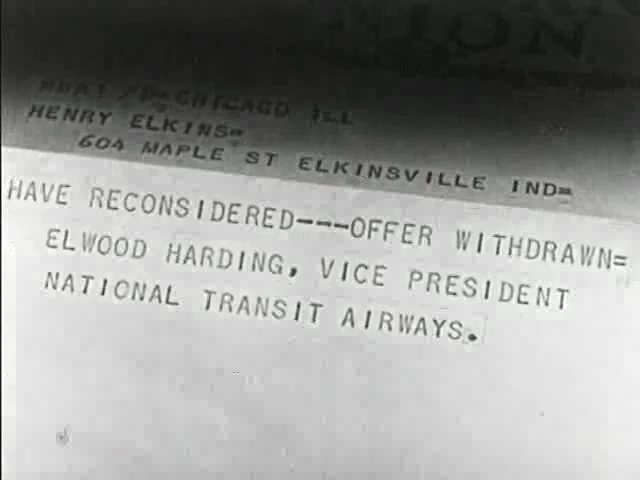 NION
CHICAGO ILL
HENRY ELKINS=
604 MAPLE ST ELKINSVILLE IND=
HAVE RECONSIDERED---OFFER WITHDRAWN=
ELWOOD HARDING, VICE PRESIDENT
NATIONAL TRANSIT AIRWAYS.